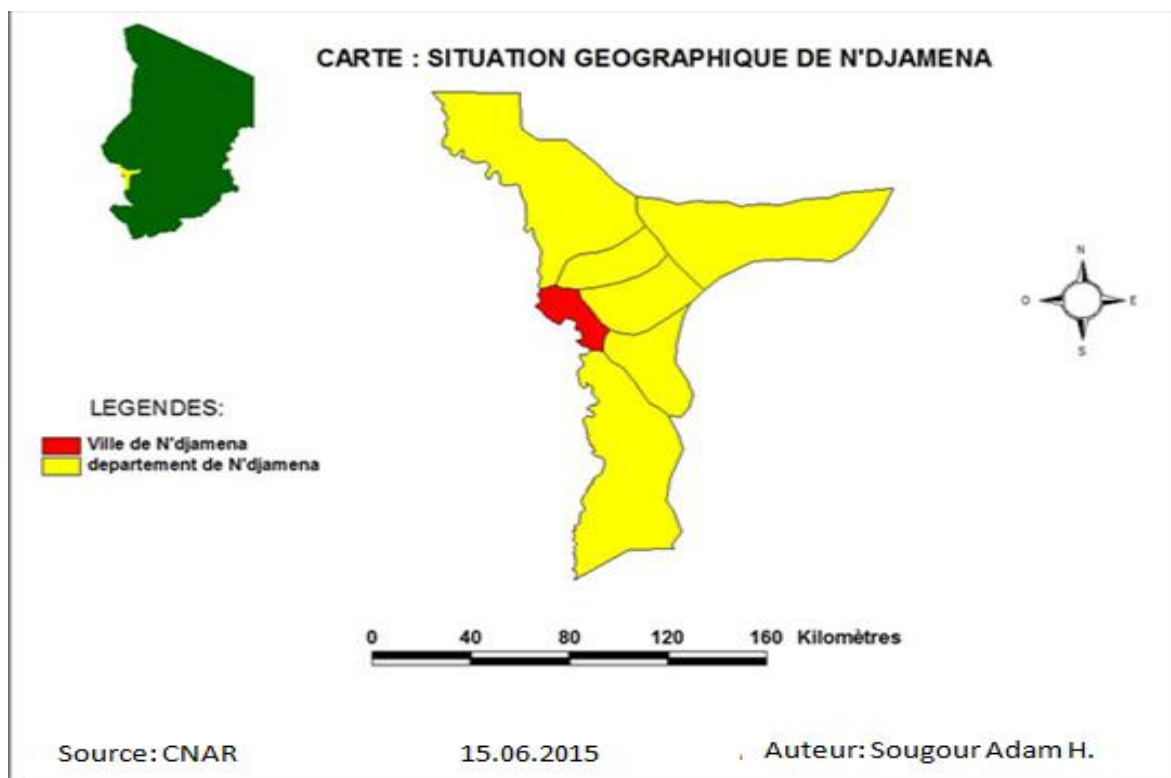 CARTE : SITUATION GEOGRAPHIQUE DE N'DJAMENA
N
O E
S
LEGENDES:
Ville de N'djamena
departement de N'djamena
0 40 80 120 160 Kilomètres
Source: CNAR 15.06.2015 Auteur: Sougour Adam H.